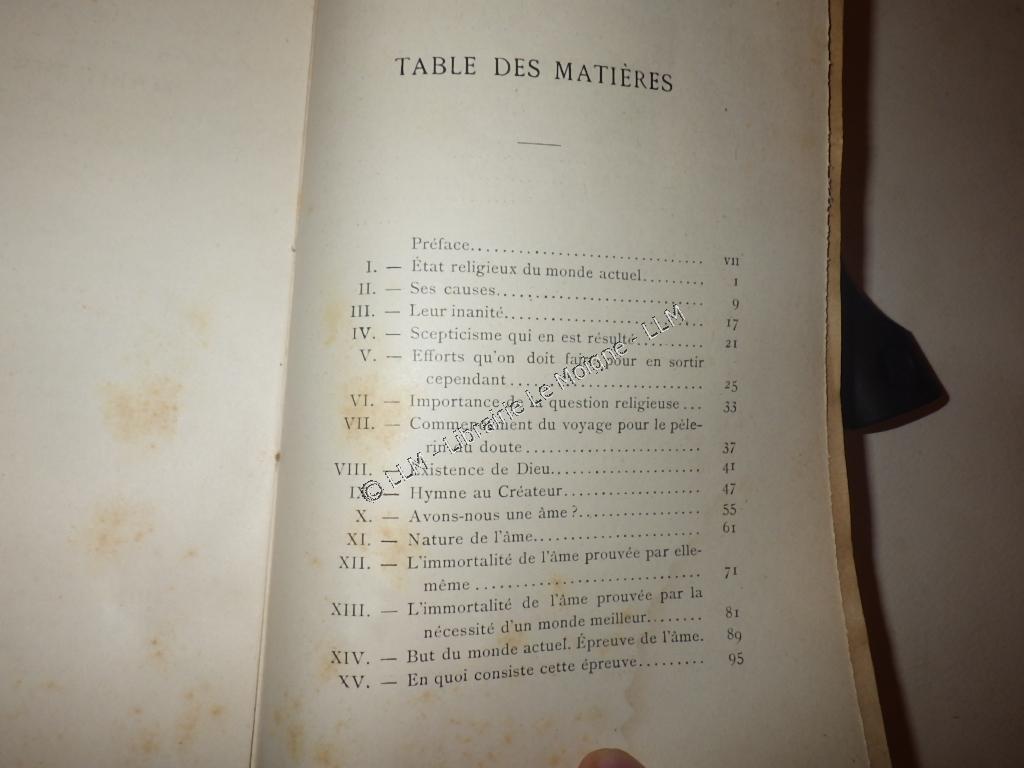 TABLE DES MATIÈRES
Préface.............................. VII
I. — État religieux du monde actuel........ 1
II. — Ses causes.......................... 9
III. — Leur inanité........................ 17
IV. — Scepticisme qui en est résulté......... 21
V. — Efforts qu'on doit faire pour en sortir
cependant......................... 25
VI. — Importance de la question religieuse... 33
VII. — Commencement du voyage pour le pèle-
rin du doute....................... 37
VIII. — Existence de Dieu................... 41
IX. — Hymne au Créateur.................. 47
X. — Avons-nous une âme?................ 55
XI. — Nature de l'âme..................... 61
XII. — L'immortalité de l'âme prouvée par elle-
même............................. 71
XIII. — L'immortalité de l'âme prouvée par la
nécessité d'un monde meilleur........ 81
XIV. — But du monde actuel. Épreuve de l'âme. 89
XV. — En quoi consiste cette épreuve......... 95
© LLM - Librairie Le Moigne - LLM